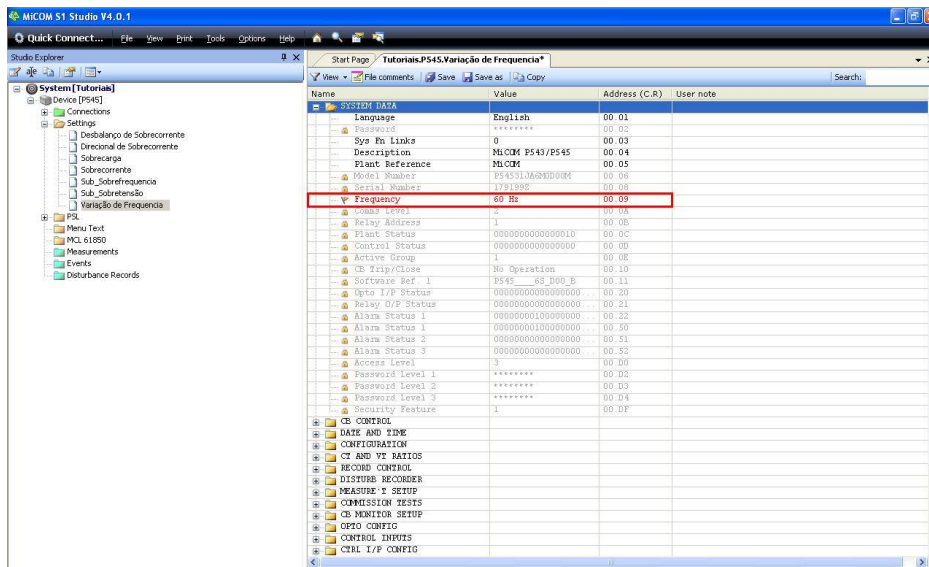 MiCOM S1 Studio V4.0.1
Quick Connect... File View Print Tools Options Help
Studio Explorer
System [Tutoriais]
Device [P545]
Connections
Settings
Desbalanço de Sobrecorrente
Direcional de Sobrecorrente
Sobrecarga
Sobrecorrente
Sub_Sobrefrequencia
Sub_Sobretensão
Variação de Frequencia
PSL
Menu Text
MCL 61850
Measurements
Events
Disturbance Records
Start Page Tutoriais.P545.Variação de Frequencia*
View File comments Save Save as Copy Search:
Name Value Address (C.R) User note
SYSTEM DATA
Language English 00.01
Password ******** 00.02
Sys Fn Links 0 00.03
Description MiCOM P543/P545 00.04
Plant Reference MiCOM 00.05
Model Number P54531JA6M0D00M 00.06
Serial Number 179199Z 00.08
Frequency 60 Hz 00.09
Comms Level 2 00.0A
Relay Address 1 00.0B
Plant Status 0000000000000010 00.0C
Control Status 0000000000000000 00.0D
Active Group 1 00.0E
CB Trip/Close No Operation 00.10
Software Ref. 1 P545____6S_D00_B 00.11
Opto I/P Status 00000000000000000... 00.20
Relay O/P Status 00000000000000000... 00.21
Alarm Status 1 00000000100000000... 00.22
Alarm Status 1 00000000100000000... 00.50
Alarm Status 2 00000000000000000... 00.51
Alarm Status 3 00000000000000000... 00.52
Access Level 3 00.D0
Password Level 1 ******** 00.D2
Password Level 2 ******** 00.D3
Password Level 3 ******** 00.D4
Security Feature 1 00.DF
CB CONTROL
DATE AND TIME
CONFIGURATION
CT AND VT RATIOS
RECORD CONTROL
DISTURB RECORDER
MEASURE'T SETUP
COMMISSION TESTS
CB MONITOR SETUP
OPTO CONFIG
CONTROL INPUTS
CTRL I/P CONFIG